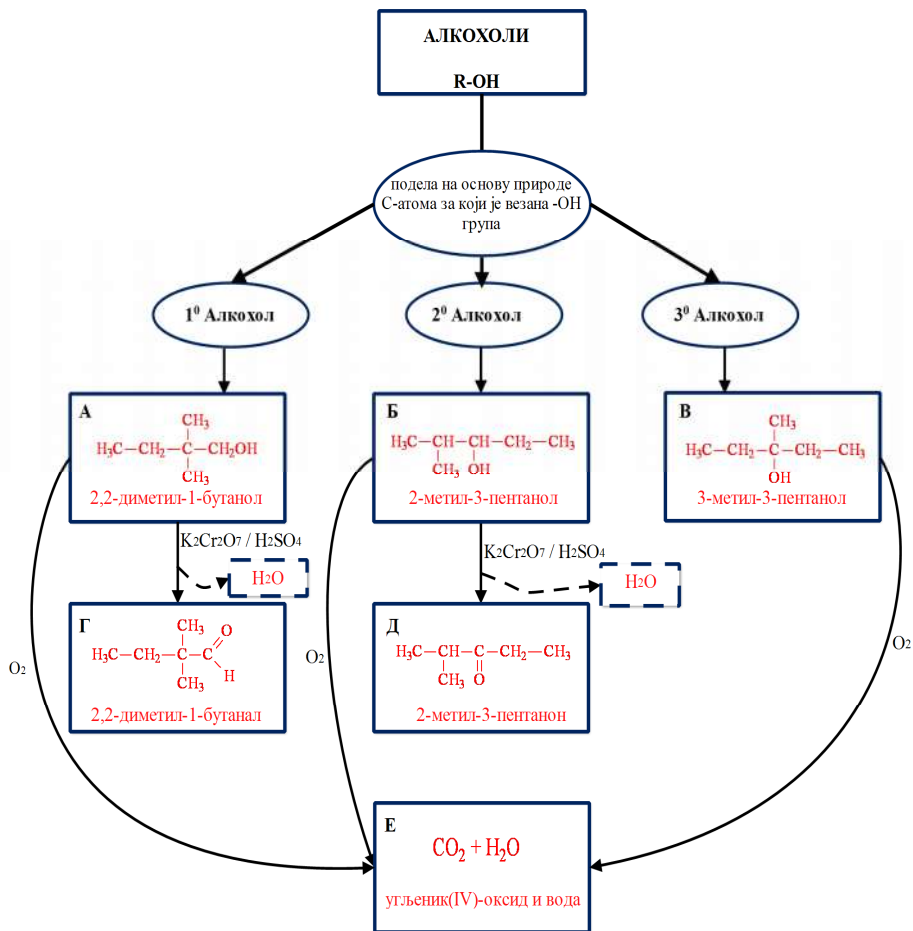 АЛКОХОЛИ
R-OH
подела на основу природе
С-атома за који је везана -ОН
група
1⁰ Алкохол
2⁰ Алкохол
3⁰ Алкохол
А
CH₃
H₃C—CH₂—C—CH₂OH
CH₃
2,2-диметил-1-бутанол
Б
H₃C—CH—CH—CH₂—CH₃
CH₃ OH
2-метил-3-пентанол
В
CH₃
H₃C—CH₂—C—CH₂—CH₃
OH
3-метил-3-пентанол
K₂Cr₂O₇ / H₂SO₄
H₂O
K₂Cr₂O₇ / H₂SO₄
H₂O
Г
CH₃ O
H₃C—CH₂—C—C
CH₃ H
2,2-диметил-1-бутанал
Д
H₃C—CH—C—CH₂—CH₃
CH₃ O
2-метил-3-пентанон
O₂
O₂
O₂
Е
CO₂ + H₂O
угљеник(IV)-оксид и вода